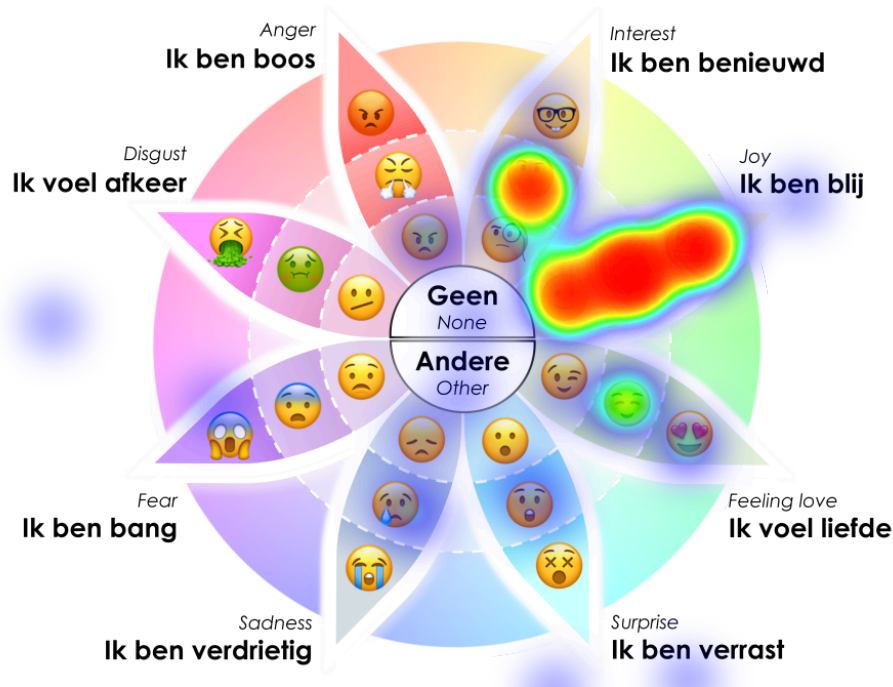 Anger
Ik ben boos
Interest
Ik ben benieuwd
Disgust
Ik voel afkeer
Joy
Ik ben blij
Geen
None
Andere
Other
Fear
Ik ben bang
Feeling love
Ik voel liefde
Sadness
Ik ben verdrietig
Surprise
Ik ben verrast